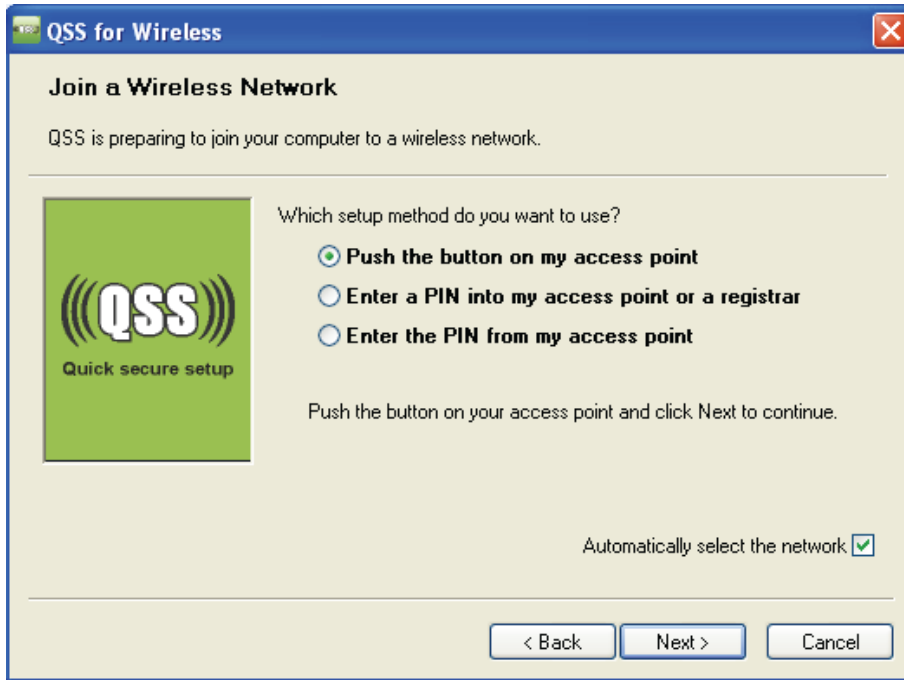 QSS for Wireless
Join a Wireless Network
QSS is preparing to join your computer to a wireless network.
Which setup method do you want to use?
Push the button on my access point
Enter a PIN into my access point or a registrar
Enter the PIN from my access point
(((QSS)))
Quick secure setup
Push the button on your access point and click Next to continue.
Automatically select the network
< Back
Next >
Cancel